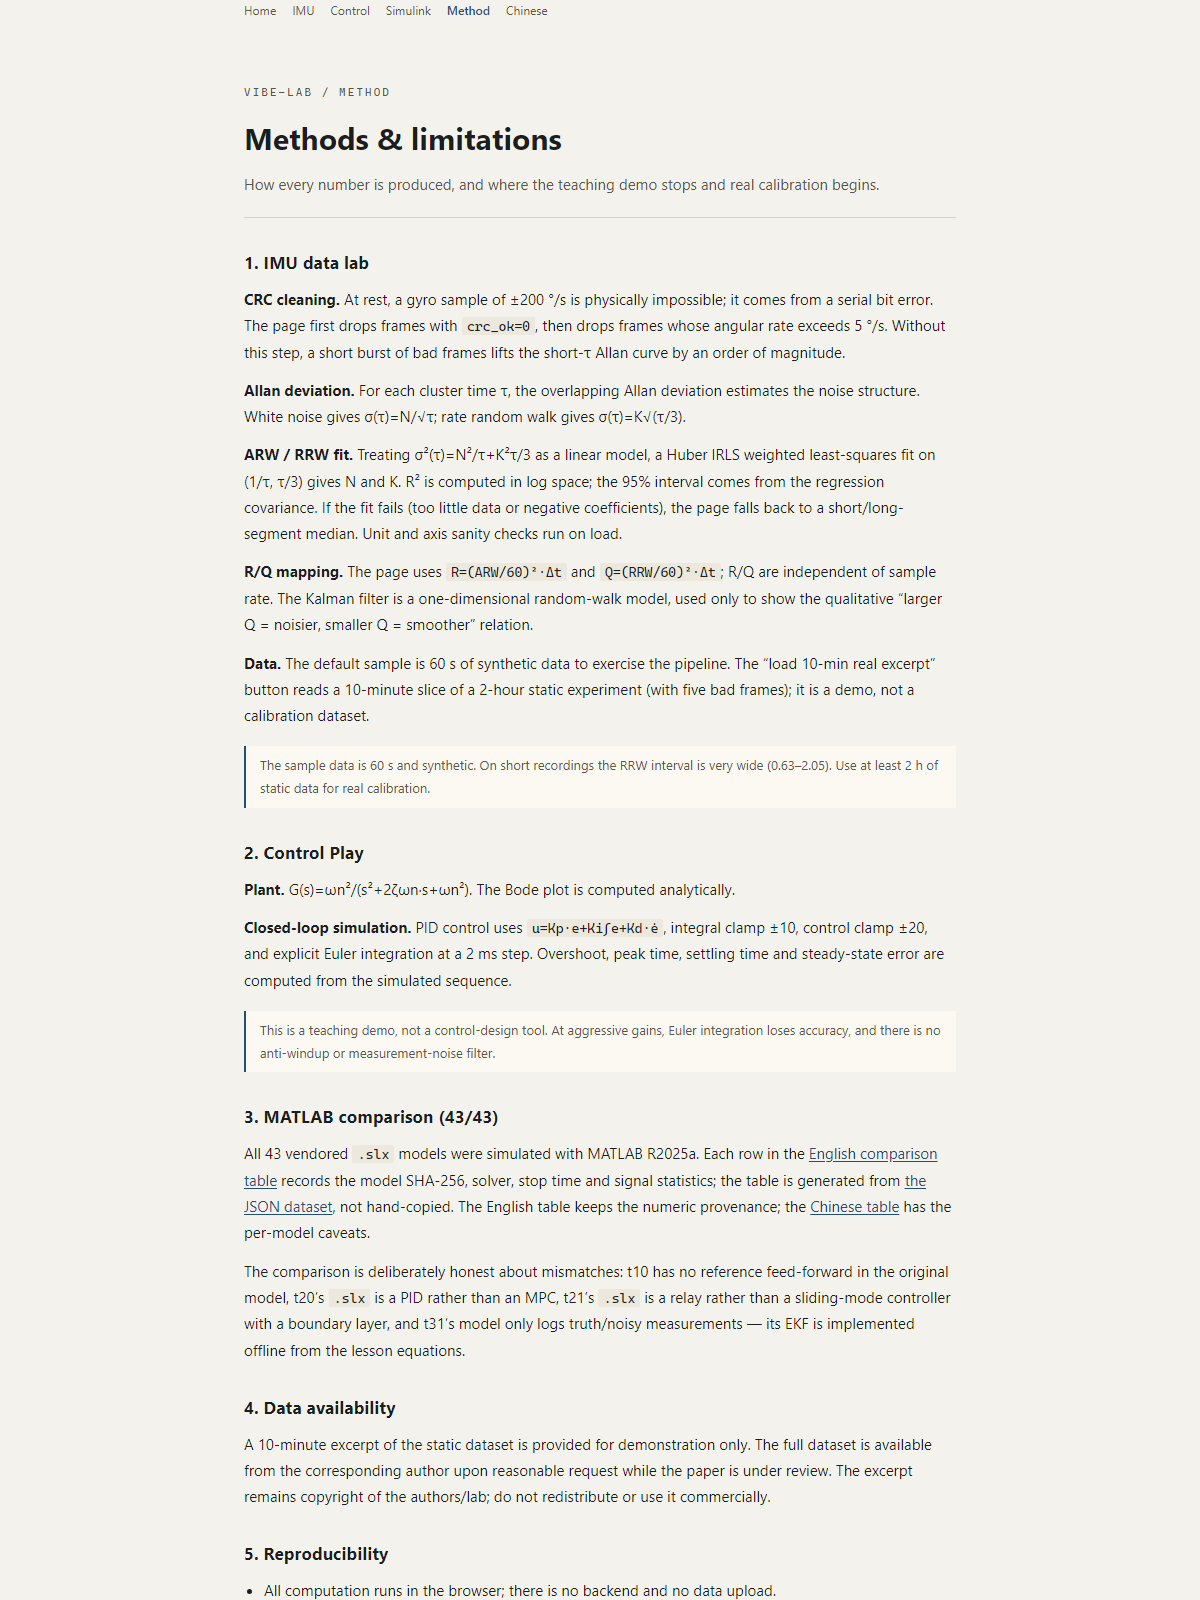 Home IMU Control Simulink Method Chinese
VIBE-LAB / METHOD
Methods & limitations
How every number is produced, and where the teaching demo stops and real calibration begins.
1. IMU data lab
CRC cleaning. At rest, a gyro sample of ±200 °/s is physically impossible; it comes from a serial bit error.
The page first drops frames with crc_ok=0, then drops frames whose angular rate exceeds 5 °/s. Without
this step, a short burst of bad frames lifts the short-τ Allan curve by an order of magnitude.
Allan deviation. For each cluster time τ, the overlapping Allan deviation estimates the noise structure.
White noise gives σ(τ)=N/√τ; rate random walk gives σ(τ)=K√(τ/3).
ARW / RRW fit. Treating σ²(τ)=N²/τ+K²τ/3 as a linear model, a Huber IRLS weighted least-squares fit on
(1/τ, τ/3) gives N and K. R² is computed in log space; the 95% interval comes from the regression
covariance. If the fit fails (too little data or negative coefficients), the page falls back to a short/long-
segment median. Unit and axis sanity checks run on load.
R/Q mapping. The page uses R=(ARW/60)²·Δt and Q=(RRW/60)²·Δt; R/Q are independent of sample
rate. The Kalman filter is a one-dimensional random-walk model, used only to show the qualitative “larger
Q = noisier, smaller Q = smoother” relation.
Data. The default sample is 60 s of synthetic data to exercise the pipeline. The “load 10-min real excerpt”
button reads a 10-minute slice of a 2-hour static experiment (with five bad frames); it is a demo, not a
calibration dataset.
The sample data is 60 s and synthetic. On short recordings the RRW interval is very wide (0.63–2.05). Use at least 2 h of
static data for real calibration.
2. Control Play
Plant. G(s)=ωn²/(s²+2ζωn·s+ωn²). The Bode plot is computed analytically.
Closed-loop simulation. PID control uses u=Kp·e+Ki∫e+Kd·ė, integral clamp ±10, control clamp ±20,
and explicit Euler integration at a 2 ms step. Overshoot, peak time, settling time and steady-state error are
computed from the simulated sequence.
This is a teaching demo, not a control-design tool. At aggressive gains, Euler integration loses accuracy, and there is no
anti-windup or measurement-noise filter.
3. MATLAB comparison (43/43)
All 43 vendored .slx models were simulated with MATLAB R2025a. Each row in the English comparison
table records the model SHA-256, solver, stop time and signal statistics; the table is generated from the
JSON dataset, not hand-copied. The English table keeps the numeric provenance; the Chinese table has the
per-model caveats.
The comparison is deliberately honest about mismatches: t10 has no reference feed-forward in the original
model, t20’s .slx is a PID rather than an MPC, t21’s .slx is a relay rather than a sliding-mode controller
with a boundary layer, and t31’s model only logs truth/noisy measurements — its EKF is implemented
offline from the lesson equations.
4. Data availability
A 10-minute excerpt of the static dataset is provided for demonstration only. The full dataset is available
from the corresponding author upon reasonable request while the paper is under review. The excerpt
remains copyright of the authors/lab; do not redistribute or use it commercially.
5. Reproducibility
• All computation runs in the browser; there is no backend and no data upload.